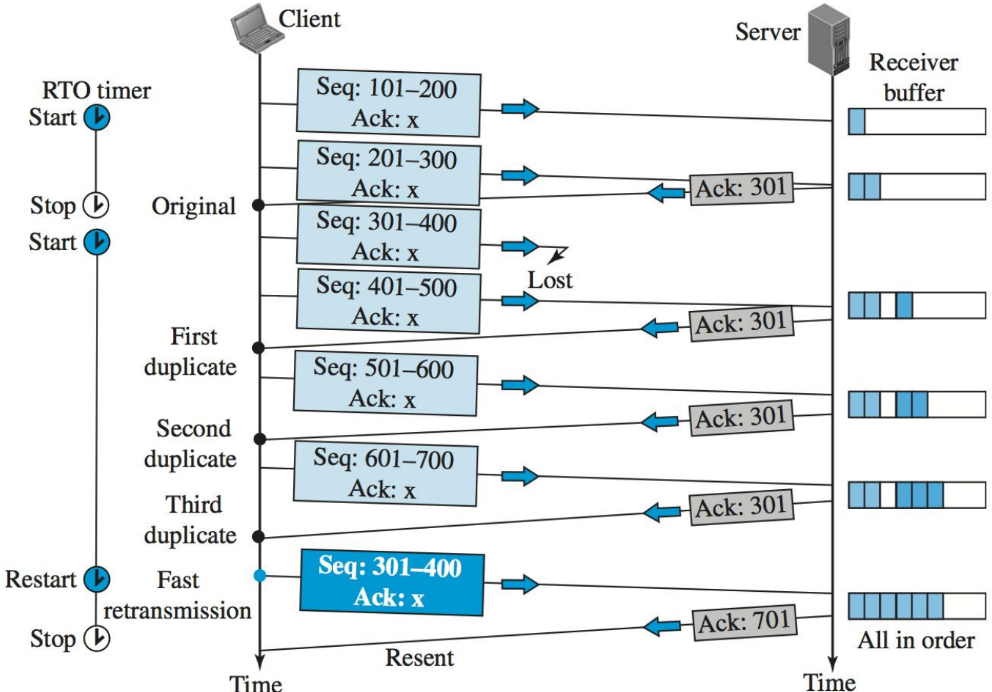 Client
Server
Receiver
buffer
RTO timer
Start
Seq: 101–200
Ack: x
Seq: 201–300
Ack: x
Ack: 301
Stop
Original
Start
Seq: 301–400
Ack: x
Lost
Seq: 401–500
Ack: x
Ack: 301
First
duplicate
Seq: 501–600
Ack: x
Ack: 301
Second
duplicate
Seq: 601–700
Ack: x
Ack: 301
Third
duplicate
Restart
Fast
retransmission
Seq: 301–400
Ack: x
Ack: 701
Stop
All in order
Resent
Time
Time